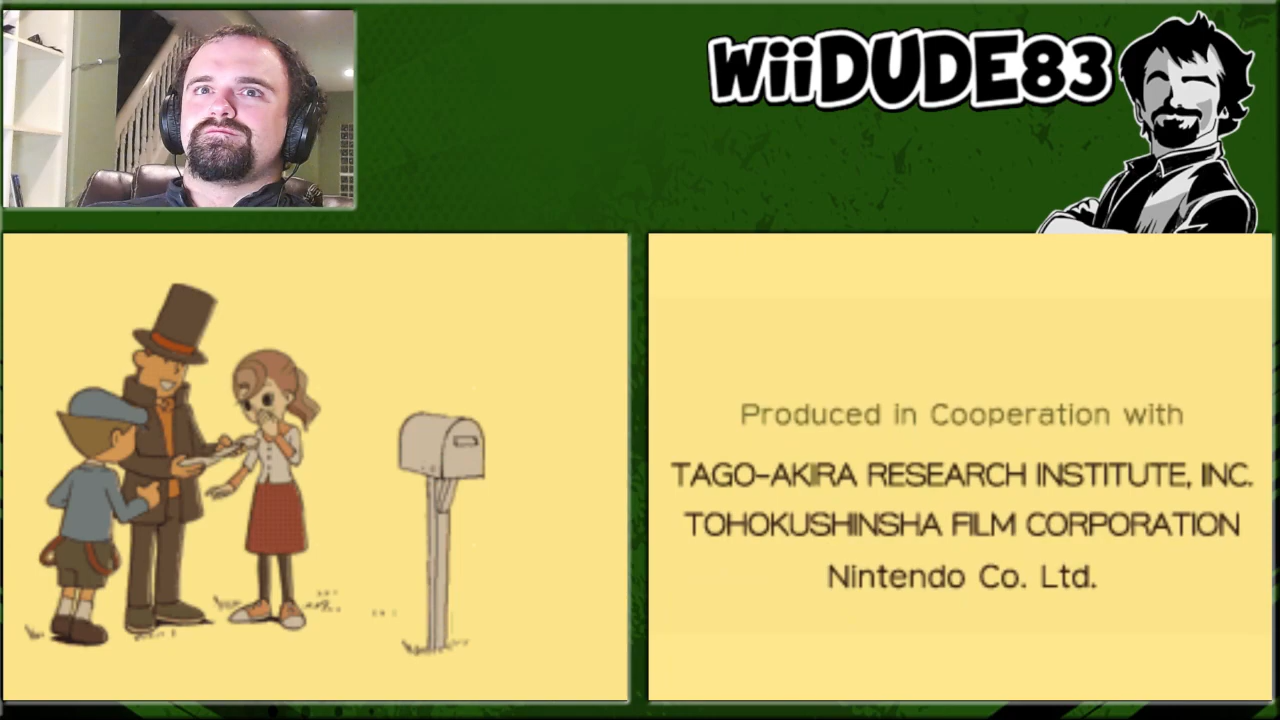 WiiDUDE83
Produced in Cooperation with
TAGO-AKIRA RESEARCH INSTITUTE, INC.
TOHOKUSHINSHA FILM CORPORATION
Nintendo Co. Ltd.